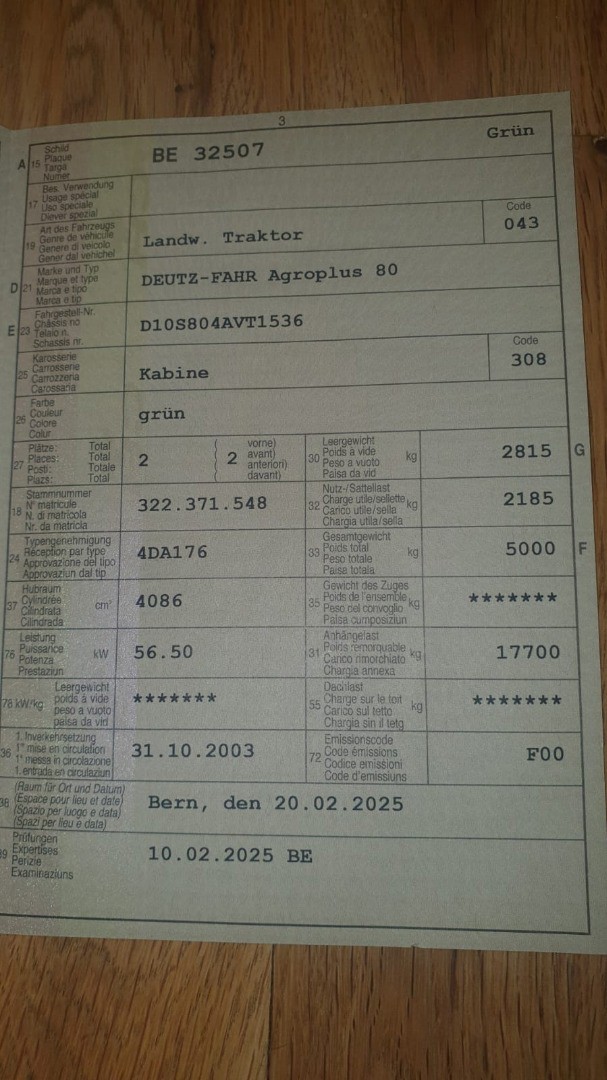 3
A 15 Schild
Plaque
Targa
Numer
BE 32507
Grün
17 Bes. Verwendung
Usage spécial
Uso speciale
Diever spezial
19 Art des Fahrzeugs
Genre de véhicule
Genere di veicolo
Gener dal vehichel
Landw. Traktor
Code
043
D 21 Marke und Typ
Marque et type
Marca e tipo
Marca e tip
DEUTZ-FAHR Agroplus 80
E 23 Fahrgestell-Nr.
Châssis no
Telaio n.
Schassis nr.
D10S804AVT1536
25 Karosserie
Carrosserie
Carrozzeria
Carossaria
Kabine
Code
308
26 Farbe
Couleur
Colore
Colur
grün
27 Plätze: Total
Places: Total
Posti: Totale
Plazs: Total
2
( 2 vorne)
avant)
anteriori)
( davant)
30 Leergewicht
Poids à vide
Peso a vuoto
Paisa da vid
kg
2815 G
18 Stammnummer
N° matricule
N. di matricola
Nr. da matricla
322.371.548
32 Nutz-/Sattellast
Charge utile/sellette
Carico utile/sella
Chargia utila/sella
kg
2185
24 Typengenehmigung
Réception par type
Approvazione del tipo
Approvaziun dal tip
4DA176
33 Gesamtgewicht
Poids total
Peso totale
Paisa totala
kg
5000 F
37 Hubraum
Cylindrée
Cilindrata
Cilindrada
cm³
4086
35 Gewicht des Zuges
Poids de l'ensemble
Peso del convoglio
Paisa cumposiziun
kg
*******
76 Leistung
Puissance
Potenza
Prestaziun
kW
56.50
31 Anhängelast
Poids remorquable
Carico rimorchiato
Chargia annexa
kg
17700
78 kW/kg Leergewicht
poids à vide
peso a vuoto
paisa da vid
*******
55 Dachlast
Charge sur le toit
Carico sul tetto
Chargia sin il tetg
kg
*******
36 1. Inverkehrsetzung
1re mise en circulation
1a messa in circolazione
1. entrada en circulaziun
31.10.2003
72 Emissionscode
Code émissions
Codice emissioni
Code d'emissiuns
F00
38 (Raum für Ort und Datum)
(Espace pour lieu et date)
(Spazio per luogo e data)
(Spazi per lieu e data)
Bern, den 20.02.2025
39 Prüfungen
Expertises
Perizie
Examinaziuns
10.02.2025 BE